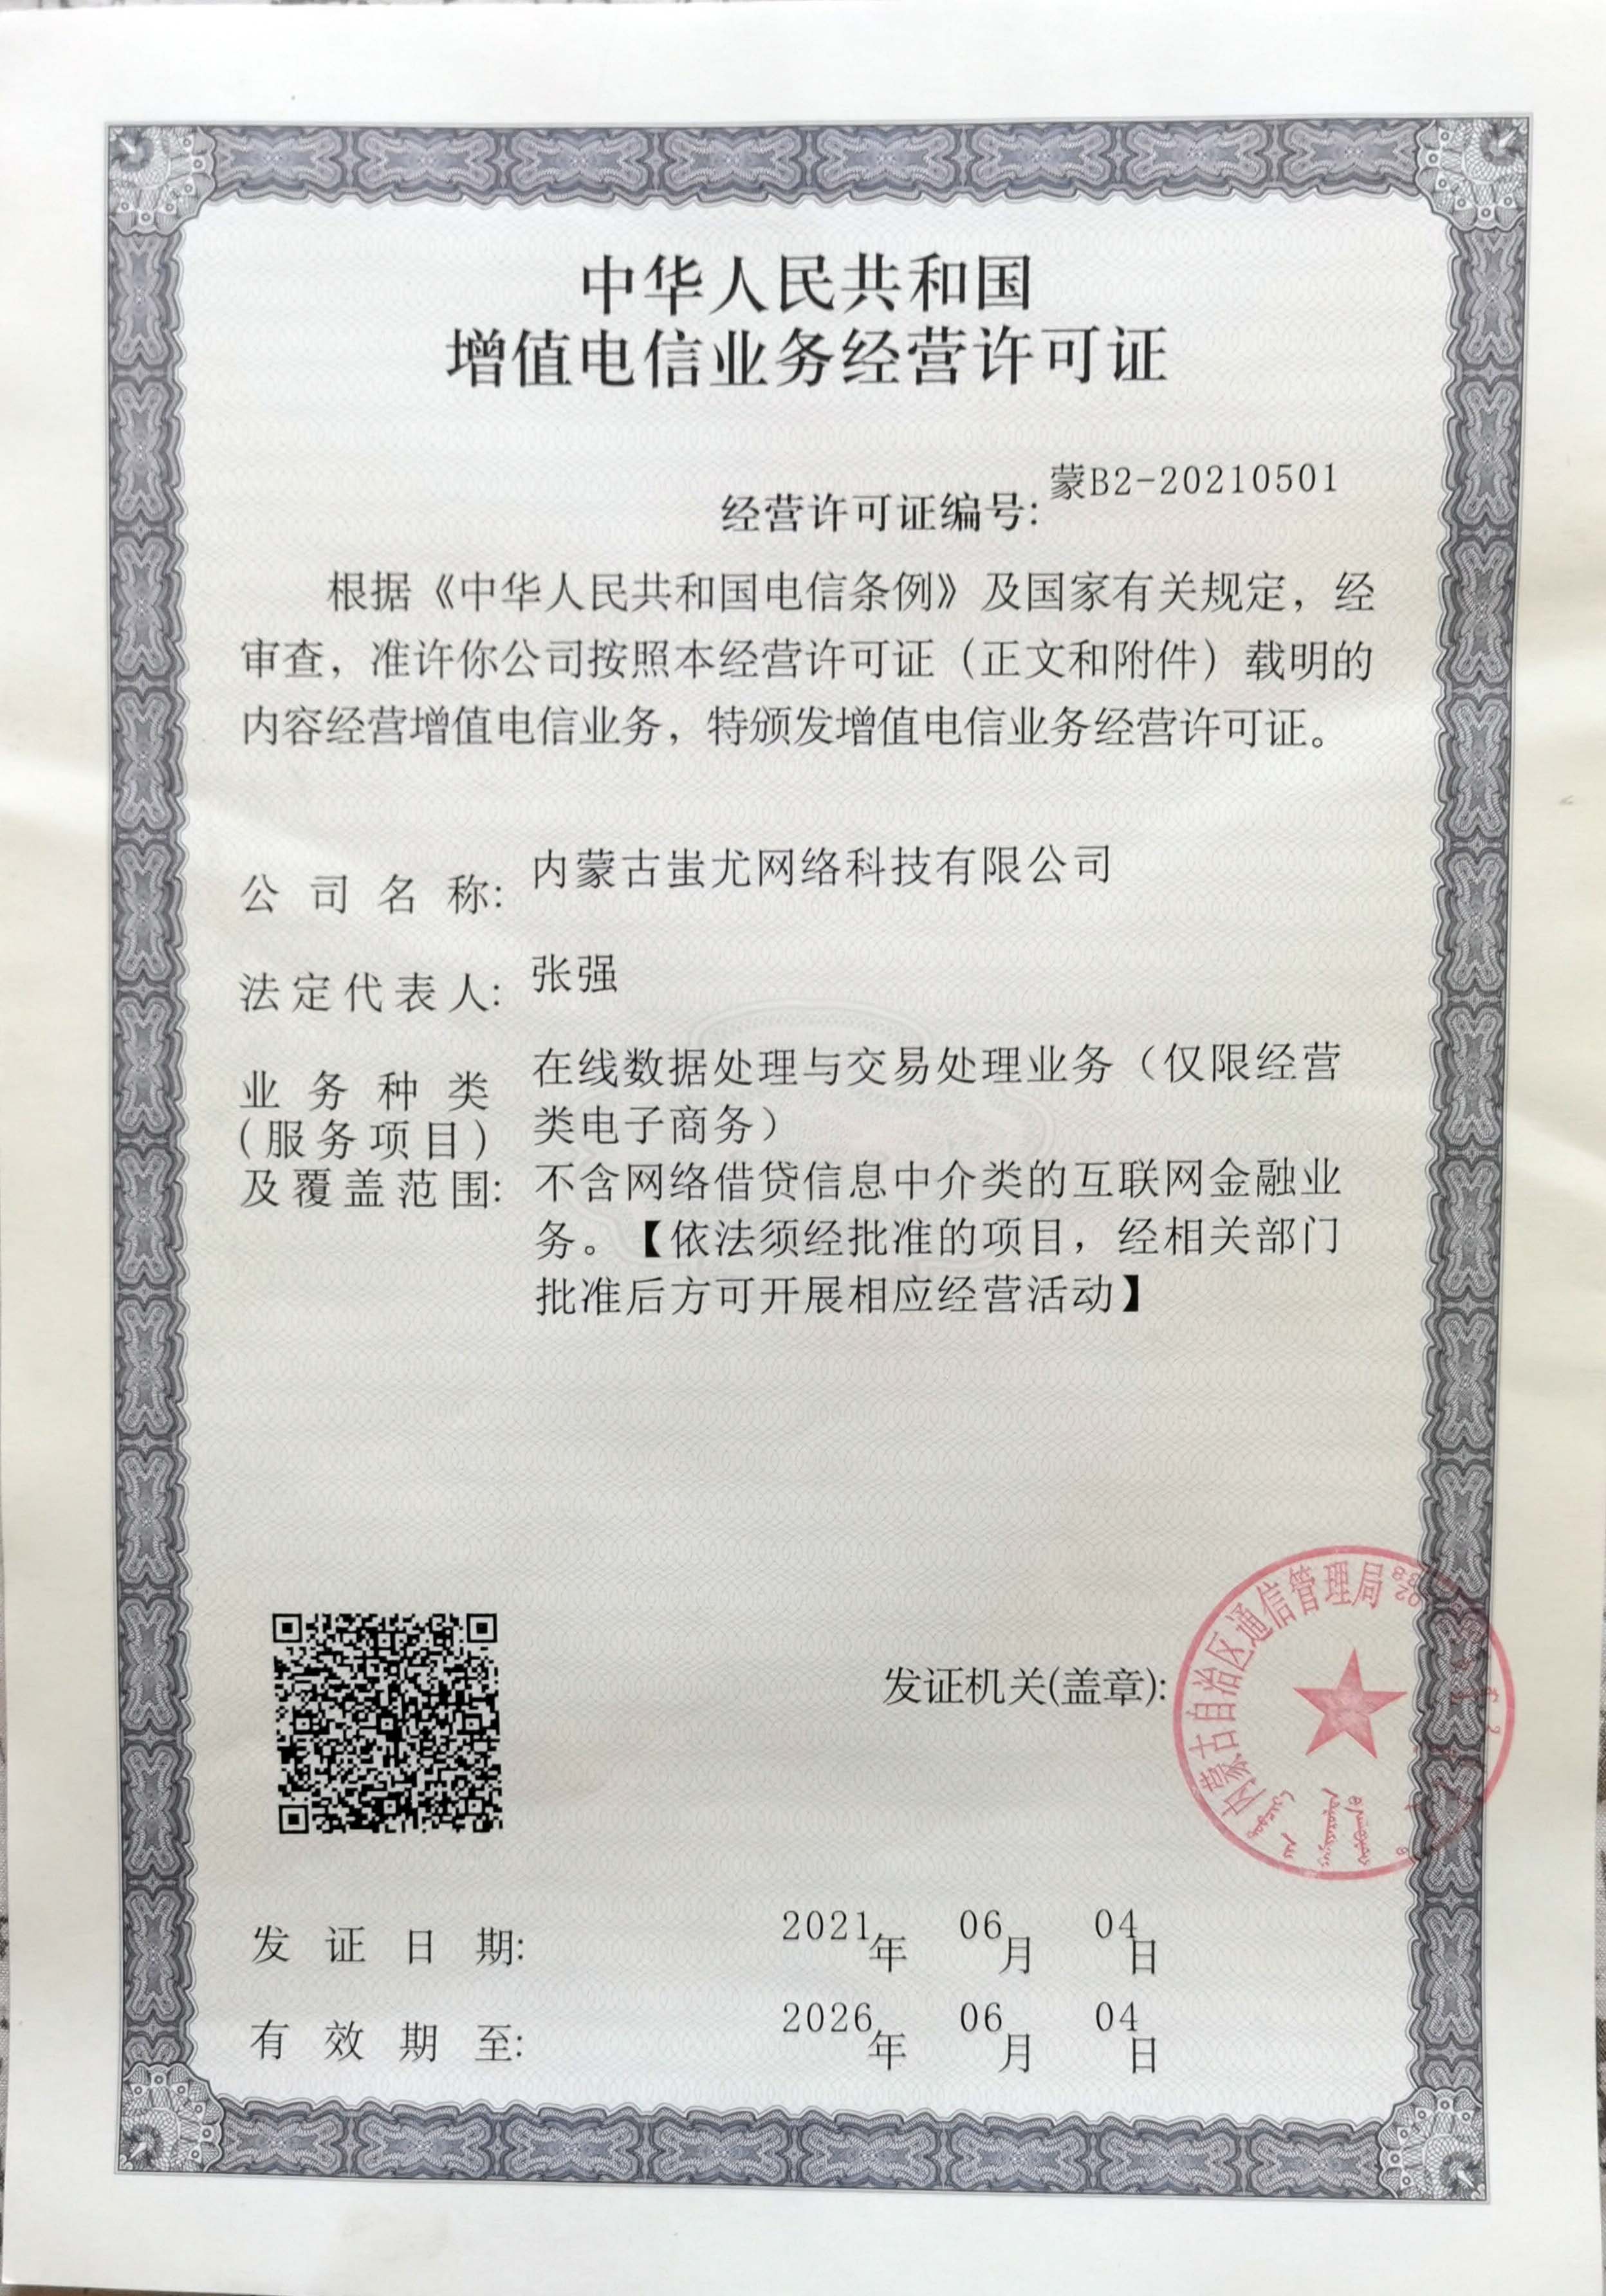 中华人民共和国
增值电信业务经营许可证
经营许可证编号:蒙B2-20210501
根据《中华人民共和国电信条例》及国家有关规定，经
审查，准许你公司按照本经营许可证（正文和附件）载明的
内容经营增值电信业务，特颁发增值电信业务经营许可证。
公司名称:内蒙古蚩尤网络科技有限公司
法定代表人:张强
业务种类
(服务项目)
及覆盖范围:
在线数据处理与交易处理业务（仅限经营
类电子商务）
不含网络借贷信息中介类的互联网金融业
务。【依法须经批准的项目，经相关部门
批准后方可开展相应经营活动】
发证机关(盖章):
内蒙古自治区通信管理局
发证日期: 2021年 06月 04日
有效期至: 2026年 06月 04日